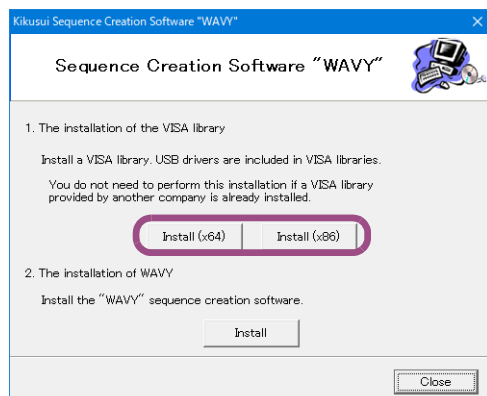 Kikusui Sequence Creation Software "WAVY"
Sequence Creation Software "WAVY"
1. The installation of the VISA library
Install a VISA library. USB drivers are included in VISA libraries.
You do not need to perform this installation if a VISA library
provided by another company is already installed.
Install (x64) Install (x86)
2. The installation of WAVY
Install the "WAVY" sequence creation software.
Install
Close